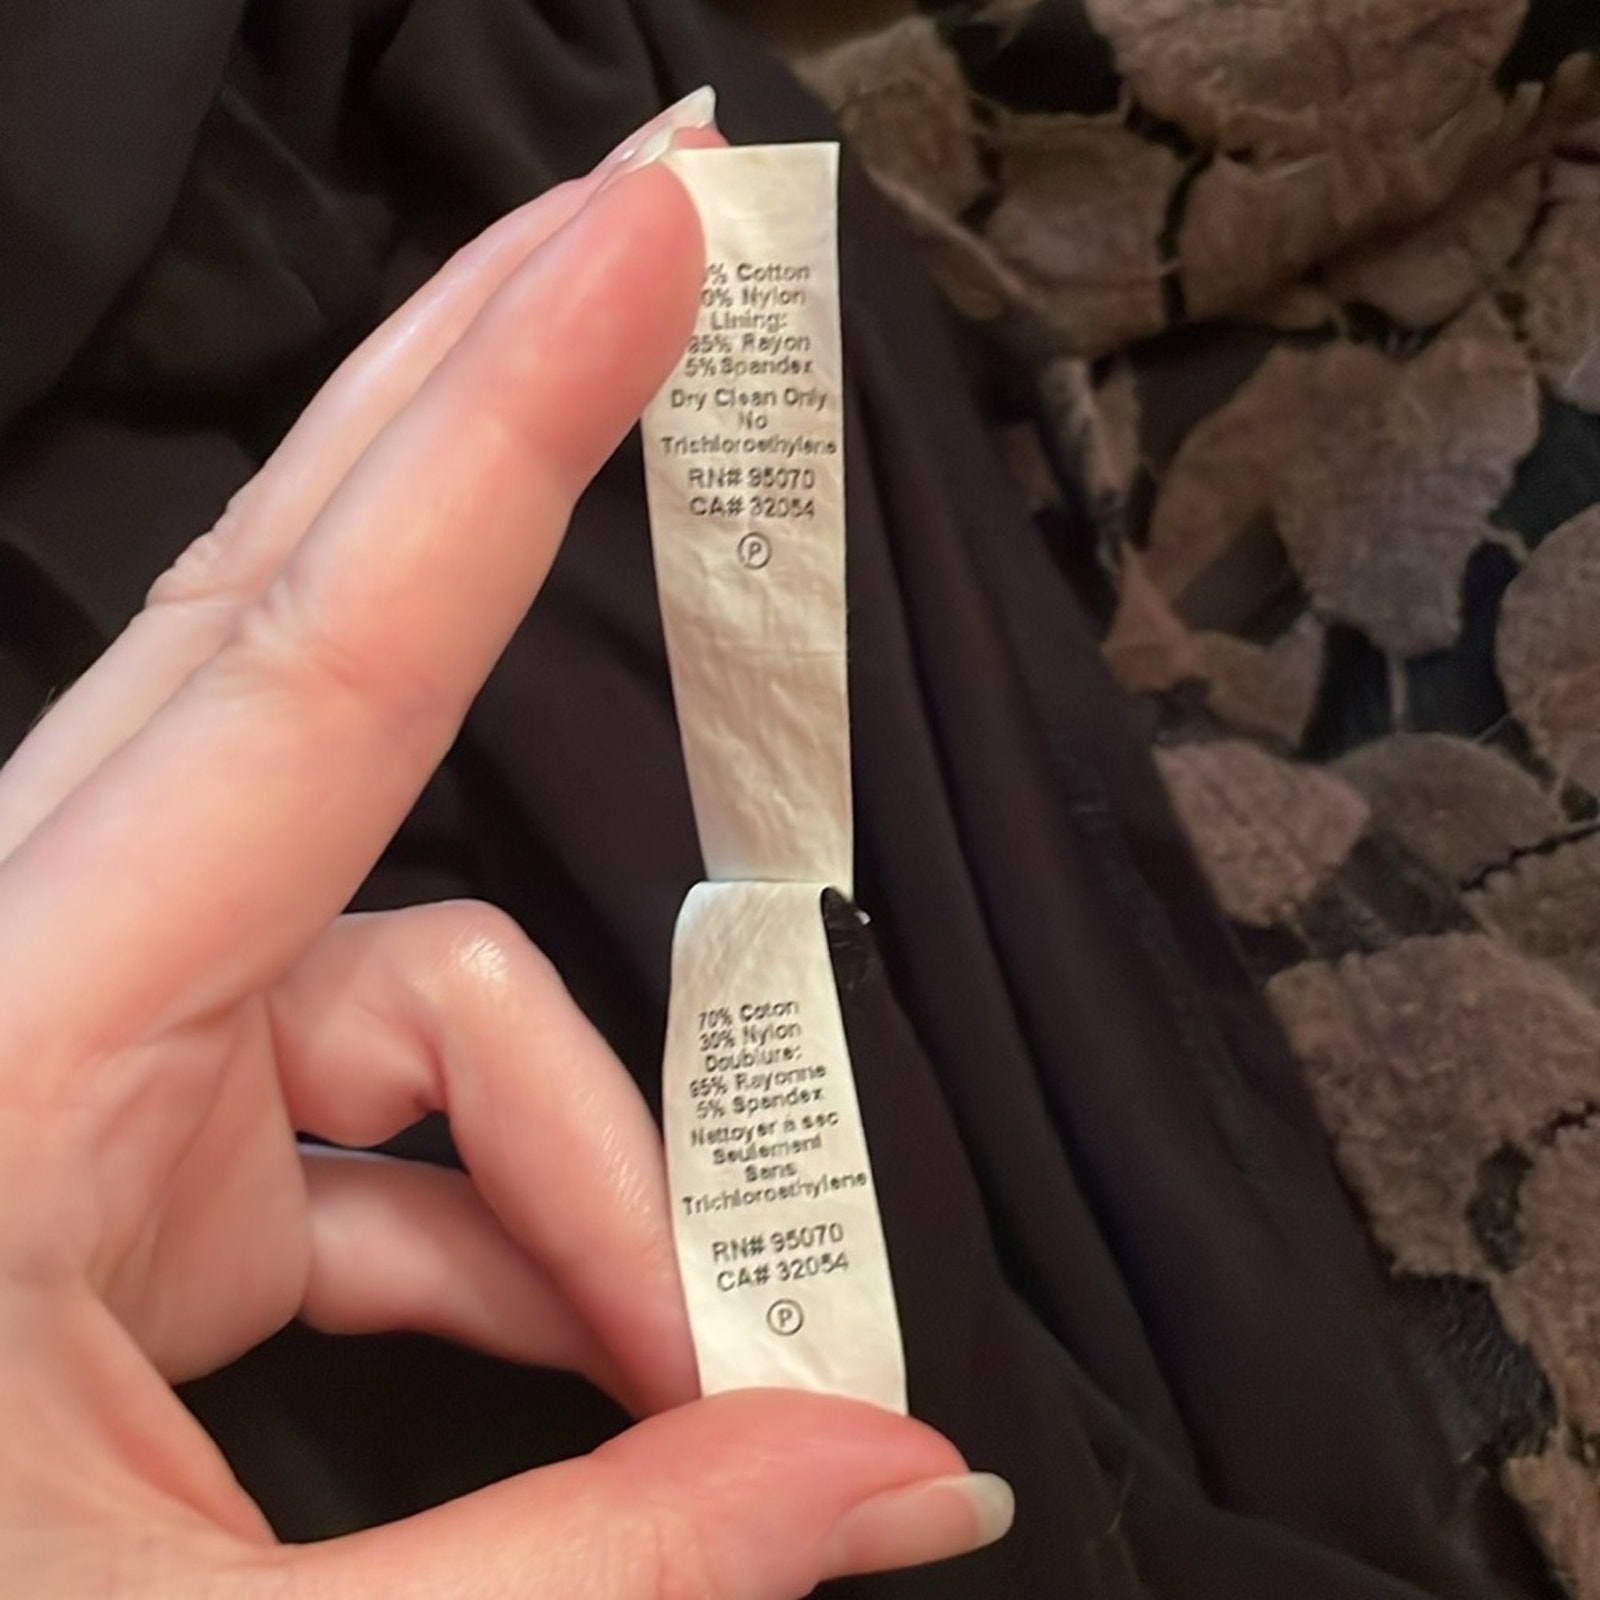 % Cotton
0% Nylon
Lining:
95% Rayon
5% Spandex
Dry Clean Only
No
Trichloroethylene
RN# 95070
CA# 32054
P
70% Coton
30% Nylon
Doublure:
95% Rayonne
5% Spandex
Nettoyer à sec
Seulement
Sans
Trichloroethylene
RN# 95070
CA# 32054
P